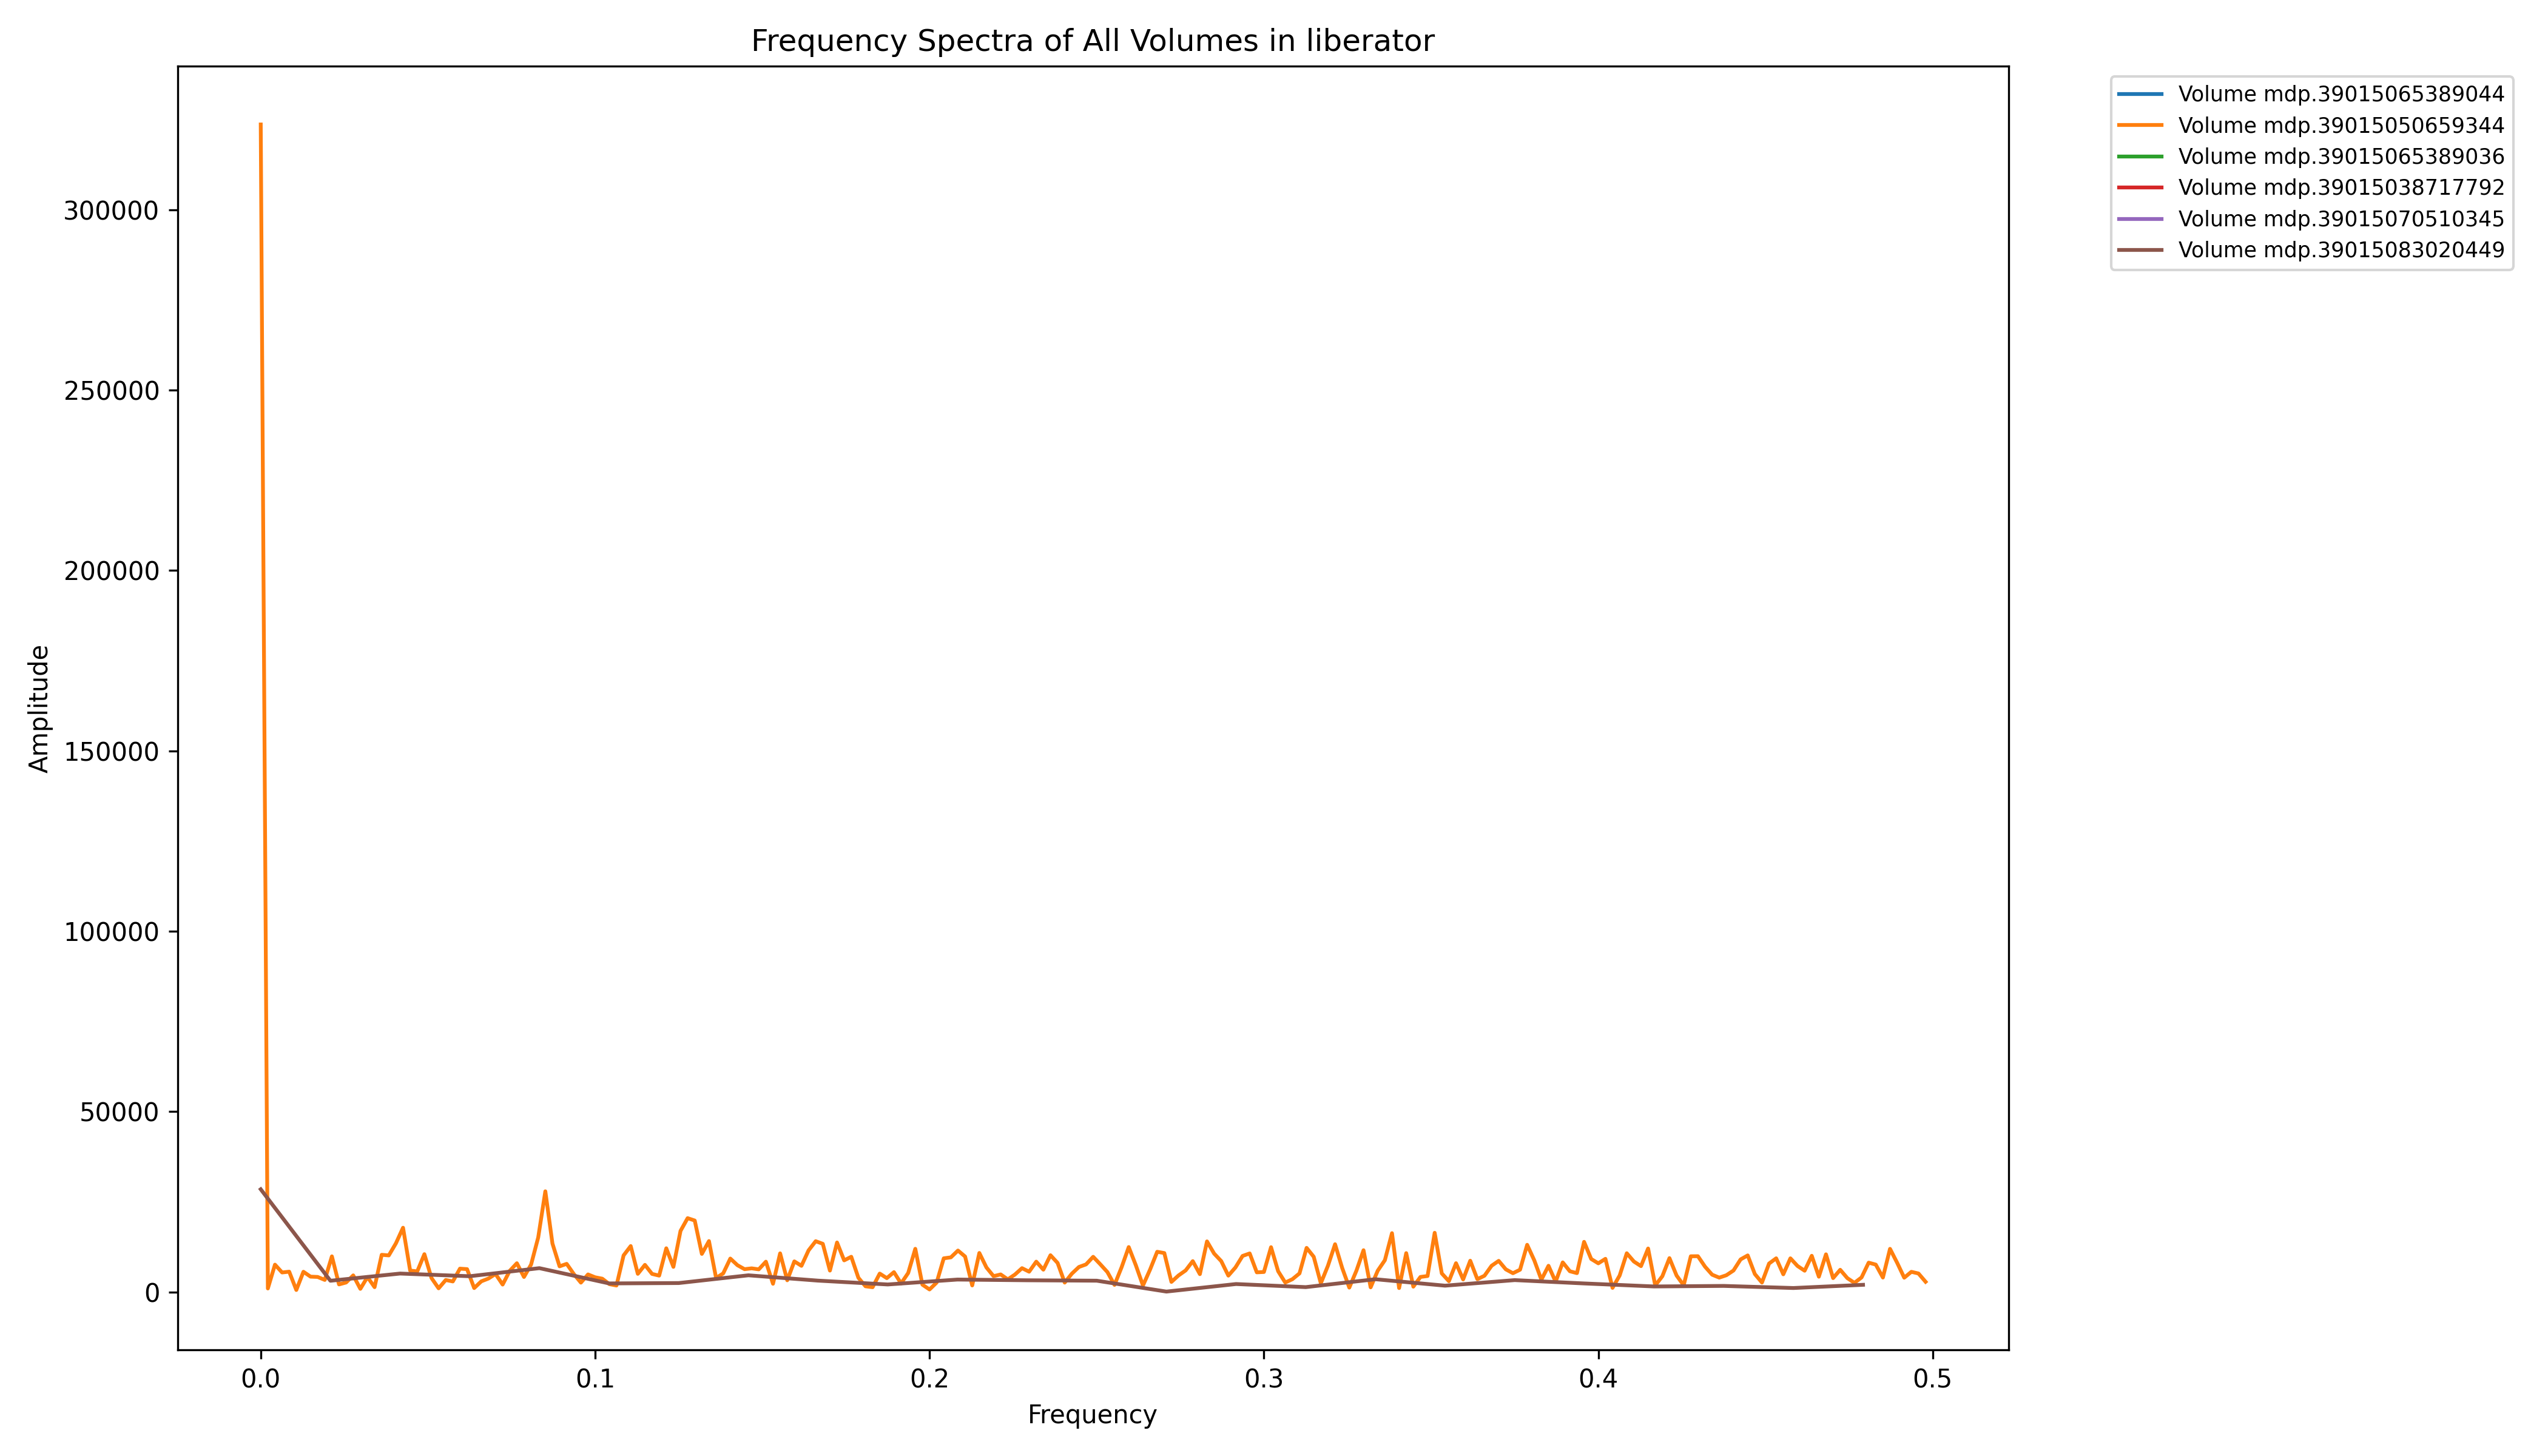 Frequency Spectra of All Volumes in liberator
Volume mdp.39015065389044
Volume mdp.39015050659344
Volume mdp.39015065389036
Volume mdp.39015038717792
Volume mdp.39015070510345
Volume mdp.39015083020449
300000
250000
200000
150000
100000
50000
0
Amplitude
0.0 0.1 0.2 0.3 0.4 0.5
Frequency